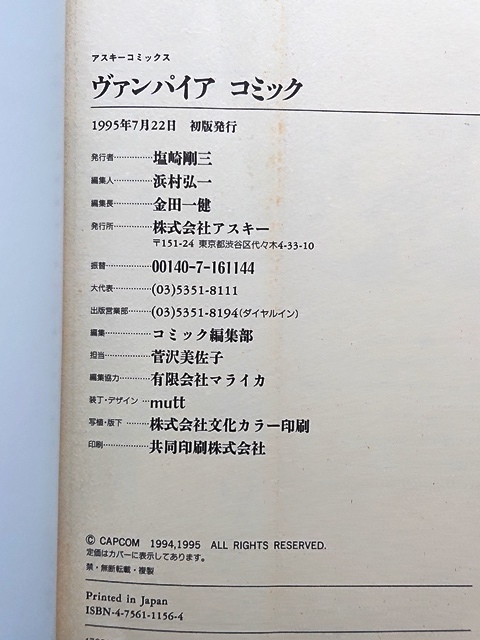 アスキーコミックス
ヴァンパイア コミック
1995年7月22日 初版発行
発行者……………塩崎剛三
編集人……………浜村弘一
編集長……………金田一健
発行所……………株式会社アスキー
〒151-24 東京都渋谷区代々木4-33-10
振替………………00140-7-161144
大代表……………(03)5351-8111
出版営業部………(03)5351-8194(ダイヤルイン)
編集………………コミック編集部
担当………………菅沢美佐子
編集協力…………有限会社マライカ
装丁・デザイン …mutt
写植・版下 ………株式会社文化カラー印刷
印刷………………共同印刷株式会社
© CAPCOM 1994,1995 ALL RIGHTS RESERVED.
定価はカバーに表示してあります。
禁・無断転載・複製
Printed in Japan
ISBN-4-7561-1156-4